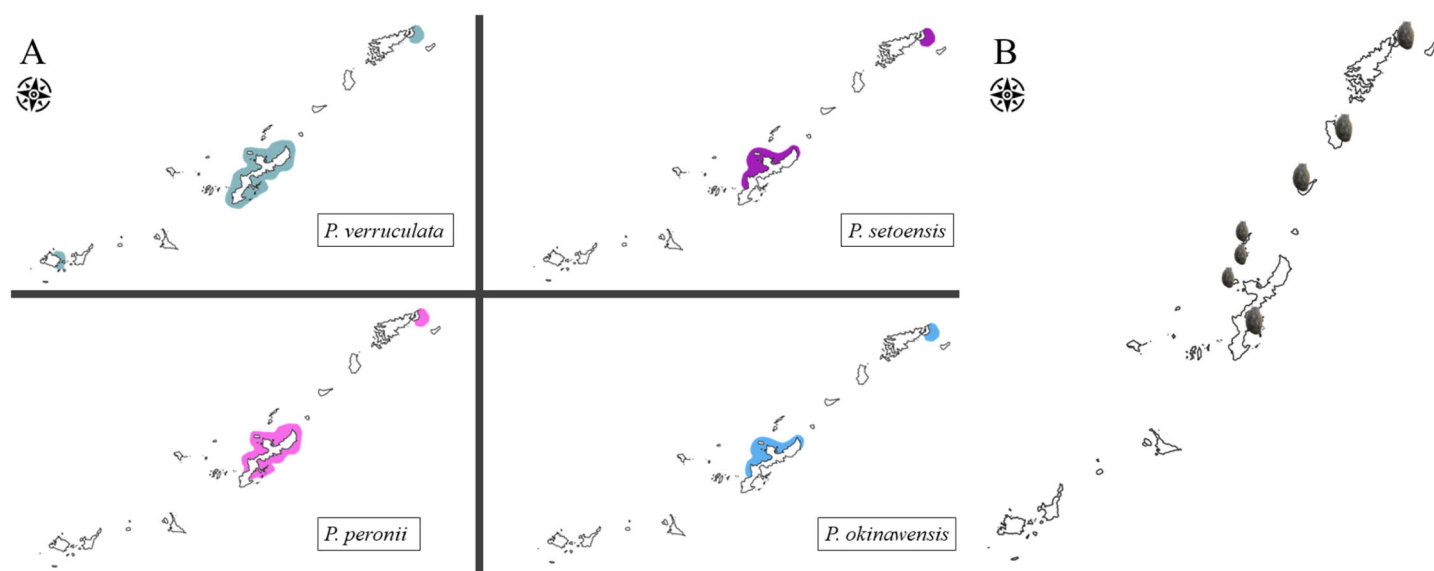 A
B
P. verruculata
P. setoensis
P. peronii
P. okinawensis